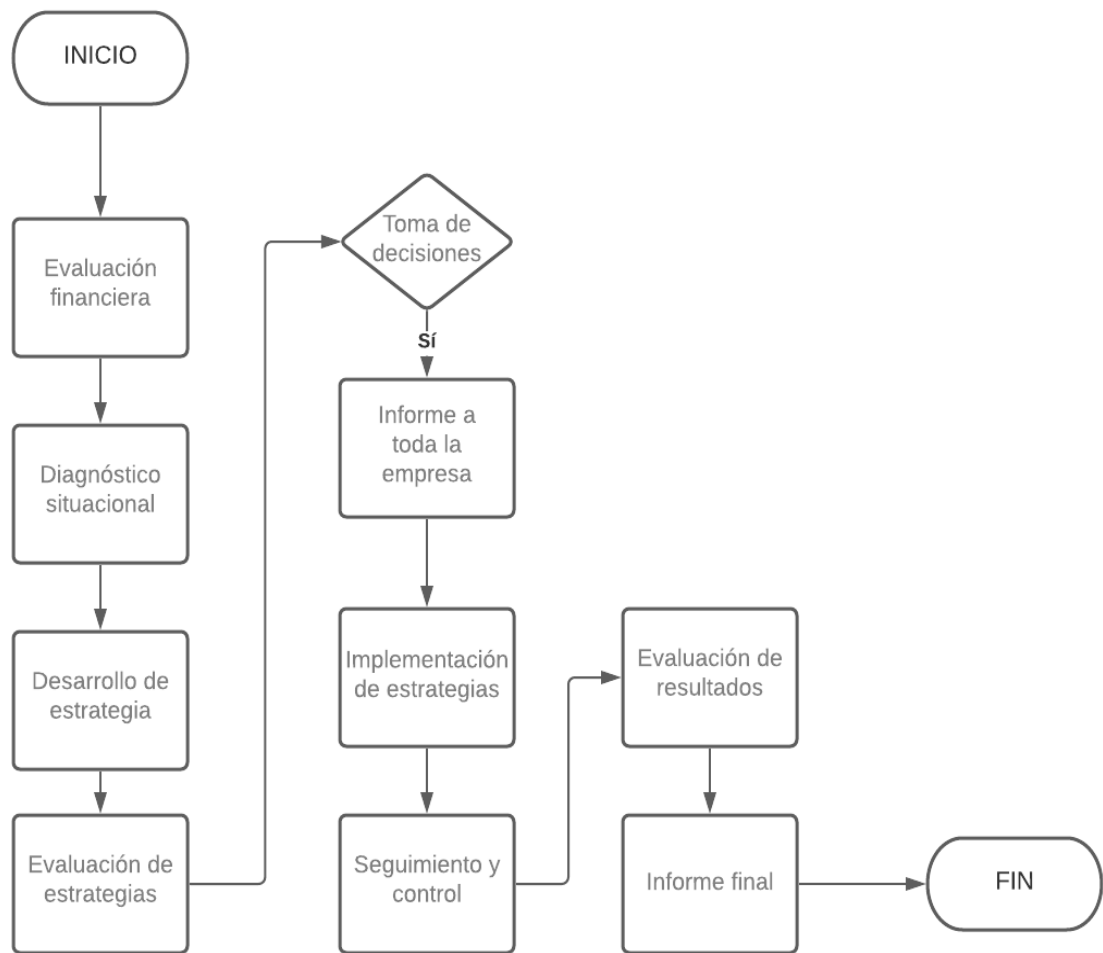 INICIO
Evaluación
financiera
Diagnóstico
situacional
Desarrollo de
estrategia
Evaluación de
estrategias
Toma de
decisiones
Sí
Informe a
toda la
empresa
Implementación
de estrategias
Seguimiento y
control
Evaluación de
resultados
Informe final
FIN